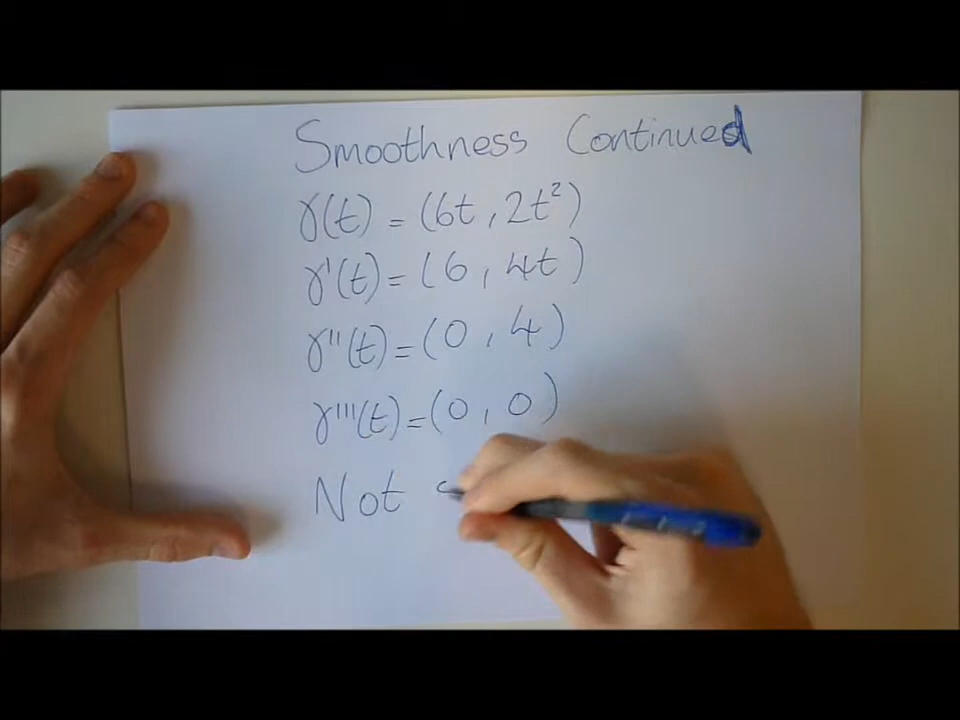 Smoothness Continued
γ(t) = (6t, 2t²)
γ'(t) = (6, 4t)
γ''(t) = (0, 4)
γ'''(t) = (0, 0)
Not